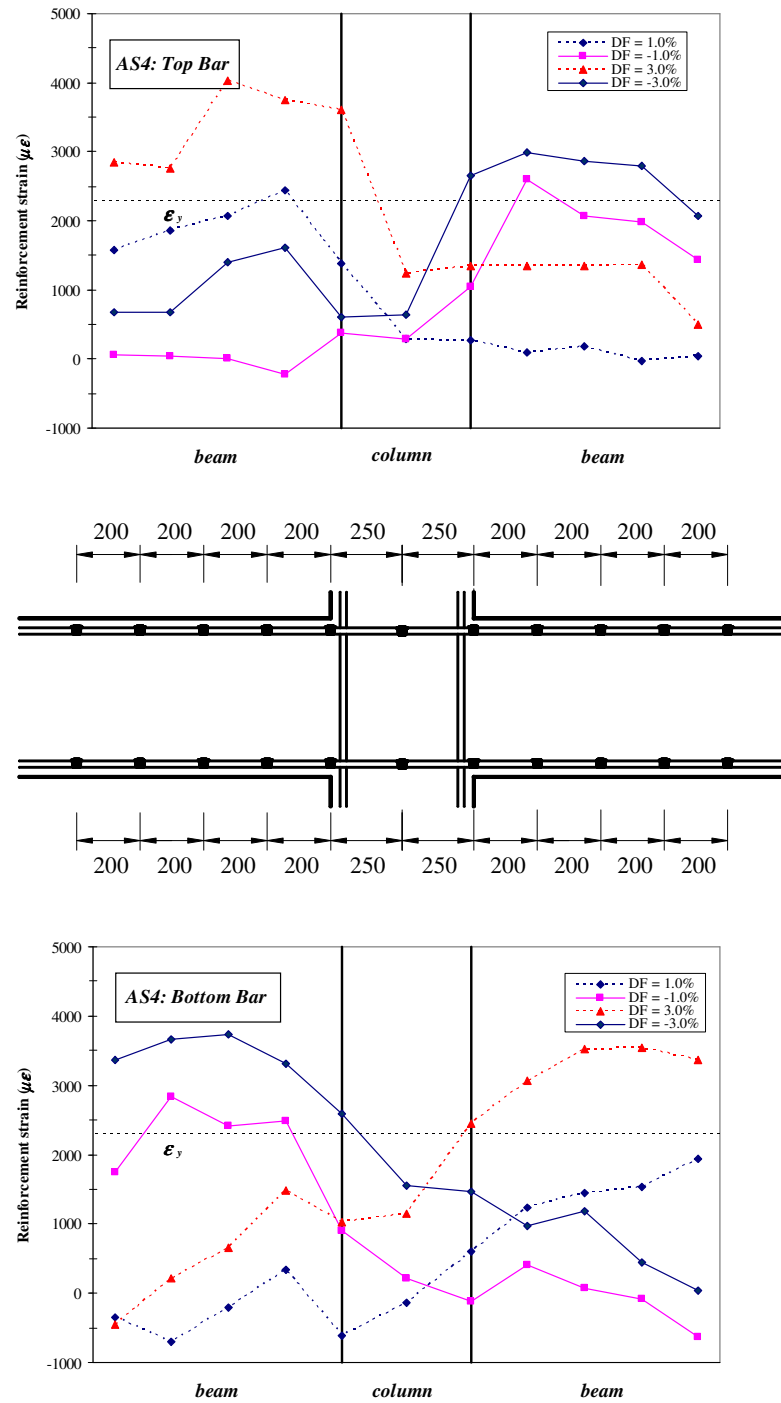 AS4: Top Bar
DF = 1.0%
DF = -1.0%
DF = 3.0%
DF = -3.0%
5000
4000
3000
2000
1000
0
-1000
Reinforcement strain (με)
ε y
beam column beam
200 200 200 200 250 250 200 200 200 200
200 200 200 200 250 250 200 200 200 200
AS4: Bottom Bar
DF = 1.0%
DF = -1.0%
DF = 3.0%
DF = -3.0%
5000
4000
3000
2000
1000
0
-1000
Reinforcement strain (με)
ε y
beam column beam